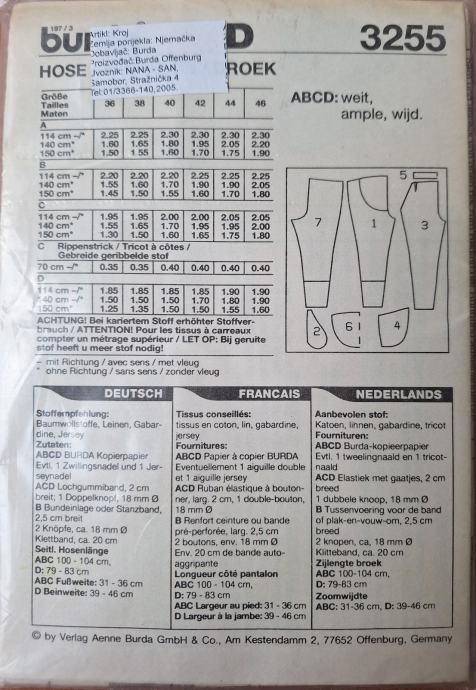 197 / 3
bu D
3255
Artikl: Kroj
Zemlja porijekla: Njemačka
Dobavljač: Burda
Proizvođač:Burda Offenburg
Uvoznik: NANA - SAN,
Samobor, Stražnička 4
Tel:01/3366-140,2005.
HOSE ROEK
ABCD: weit,
ample, wijd.
Größe
Tailles 36 38 40 42 44 46
Maten
A
114 cm 2.25 2.25 2.30 2.30 2.30 2.30
140 cm* 1.60 1.65 1.80 1.95 2.05 2.20
150 cm* 1.50 1.55 1.60 1.70 1.75 1.90
B
114 cm 2.20 2.20 2.20 2.25 2.25 2.25
140 cm* 1.55 1.60 1.70 1.90 1.90 2.05
150 cm* 1.45 1.50 1.55 1.60 1.70 1.80
C
114 cm 1.95 1.95 2.00 2.00 2.05 2.05
140 cm* 1.55 1.65 1.70 1.95 1.95 2.00
150 cm* 1.30 1.50 1.60 1.65 1.75 1.80
C Rippenstrick / Tricot à côtes /
Gebreide geribbelde stof
70 cm 0.35 0.35 0.40 0.40 0.40 0.40
D
114 cm 1.85 1.85 1.85 1.85 1.90 1.90
140 cm* 1.50 1.50 1.50 1.70 1.80 1.90
150 cm* 1.25 1.35 1.50 1.50 1.55 1.60
ACHTUNG! Bei kariertem Stoff erhöhter Stoffver-
brauch / ATTENTION! Pour les tissus à carreaux
compter un métrage supérieur / LET OP: Bij geruite
stof heeft u meer stof nodig!
mit Richtung / avec sens / met vleug
* ohne Richtung / sans sens / zonder vleug
7
1
5
3
2
6
4
DEUTSCH
Stoffempfehlung:
Baumwollstoffe, Leinen, Gabar-
dine, Jersey
Zutaten:
ABCD BURDA Kopierpapier
Evtl. 1 Zwillingsnadel und 1 Jer-
seynadel
ACD Lochgummiband, 2 cm
breit; 1 Doppelknopf, 18 mm Ø
B Bundeinlage oder Stanzband,
2,5 cm breit
2 Knöpfe, ca. 18 mm Ø
Klettband, ca. 20 cm
Seitl. Hosenlänge
ABC 100 - 104 cm,
D: 79 - 83 cm
ABC Fußweite: 31 - 36 cm
D Beinweite: 39 - 46 cm
FRANCAIS
Tissus conseillés:
tissus en coton, lin, gabardine,
jersey
Fournitures:
ABCD Papier à copier BURDA
Eventuellement 1 aiguille double
et 1 aiguille jersey
ACD Ruban élastique à bouton-
ner, larg. 2 cm, 1 double-bouton,
18 mm Ø
B Renfort ceinture ou bande
pré-perforée, larg. 2,5 cm
2 boutons, env. 18 mm Ø
Env. 20 cm de bande auto-
aggripante
Longueur côté pantalon
ABC 100 - 104 cm,
D: 79 - 83 cm
ABC Largeur au pied: 31 - 36 cm
D Largeur à la jambe: 39 - 46 cm
NEDERLANDS
Aanbevolen stof:
Katoen, linnen, gabardine, tricot
Fournituren:
ABCD Burda-kopieerpapier
Evtl. 1 tweelingnaald en 1 tricot-
naald
ACD Elastiek met gaatjes, 2 cm
breed
1 dubbele knoop, 18 mm Ø
B Tussenvoering voor de band
of plak-en-vouw-om, 2,5 cm
breed
2 knopen, ca, 18 mm Ø
Klitteband, ca. 20 cm
Zijlengte broek
ABC 100-104 cm,
D: 79-83 cm
Zoomwijdte
ABC: 31-36 cm, D: 39-46 cm
© by Verlag Aenne Burda GmbH & Co., Am Kestendamm 2, 77652 Offenburg, Germany